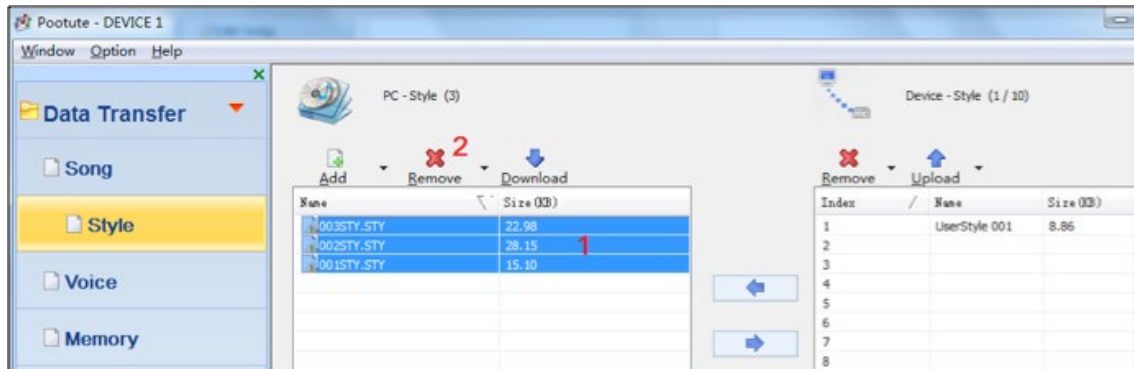 Pootute - DEVICE 1
Window Option Help
Data Transfer
Song
Style
Voice
Memory
PC - Style (3)
Add Remove 2 Download
Name Size(KB)
003STY.STY 22.98
002STY.STY 28.15 1
001STY.STY 15.10
Device - Style (1 / 10)
Remove Upload
Index / Name Size(KB)
1 UserStyle 001 8.86
2
3
4
5
6
7
8